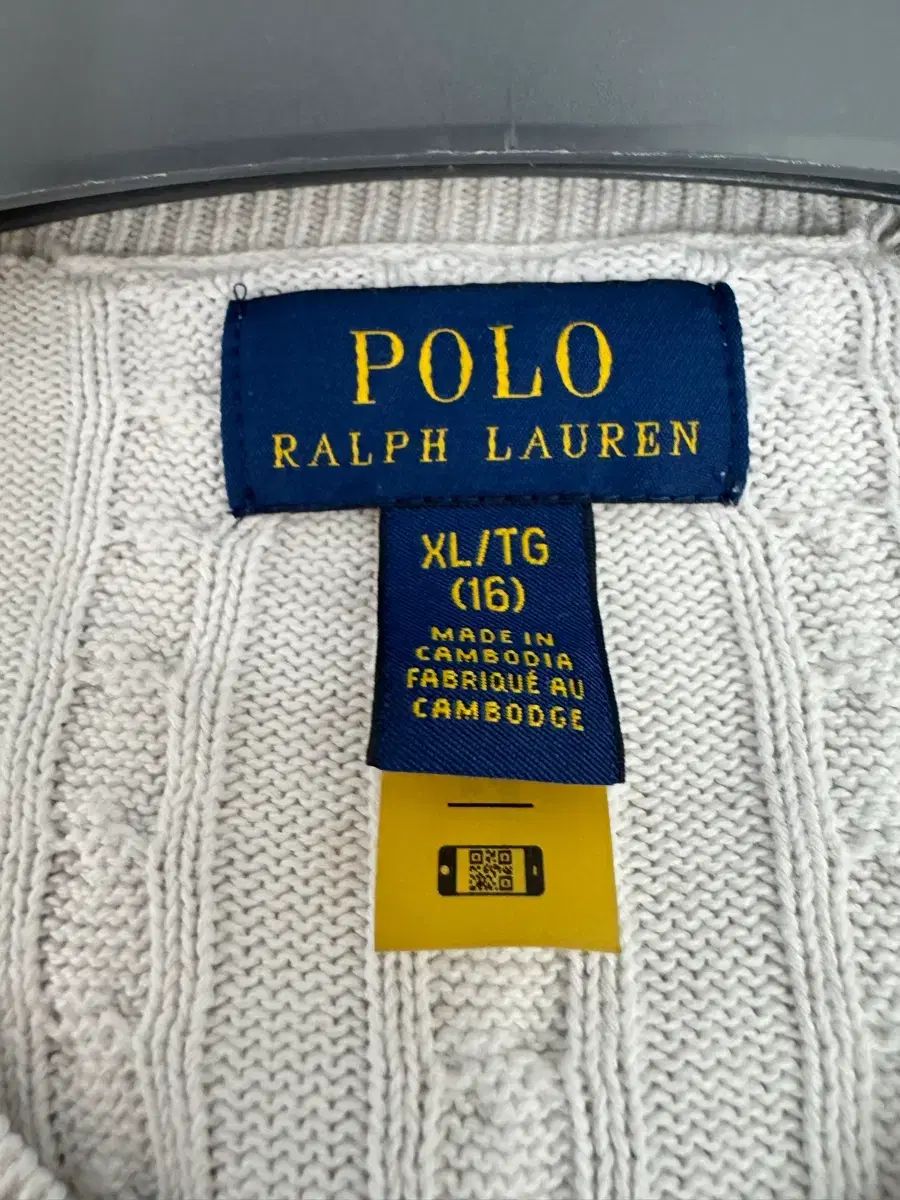 POLO
RALPH LAUREN
XL/TG
(16)
MADE IN
CAMBODIA
FABRIQUÉ AU
CAMBODGE